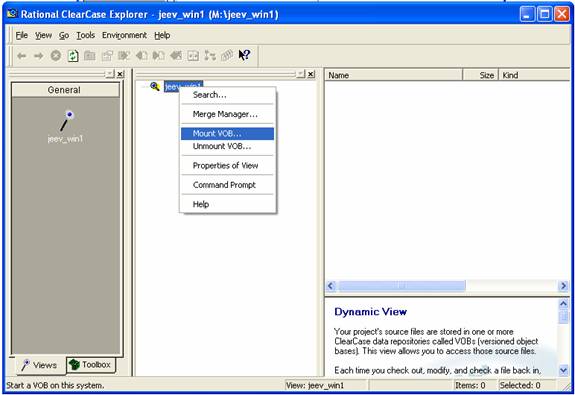 Rational ClearCase Explorer - jeev_win1 (M:\jeev_win1)
File View Go Tools Environment Help
General
jeev_win1
jeev_win1
Search...
Merge Manager...
Mount VOB...
Unmount VOB...
Properties of View
Command Prompt
Help
Name Size Kind
Dynamic View
Your project's source files are stored in one or more
ClearCase data repositories called VOBs (versioned object
bases). This view allows you to access those source files.
Each time you check out, modify, and check a file back in,
Views Toolbox
Start a VOB on this system. View: jeev_win1 Items: 0 Selected: 0